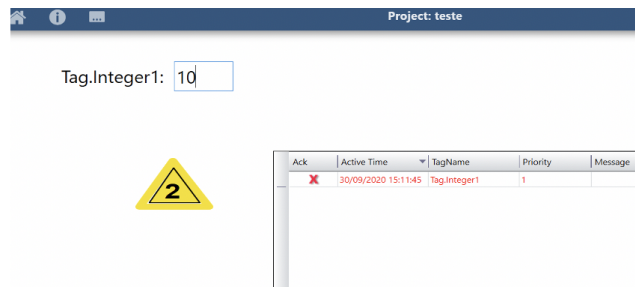 Project: teste
Tag.Integer1: 10
2
Ack Active Time TagName Priority Message
30/09/2020 15:11:45 Tag.Integer1 1